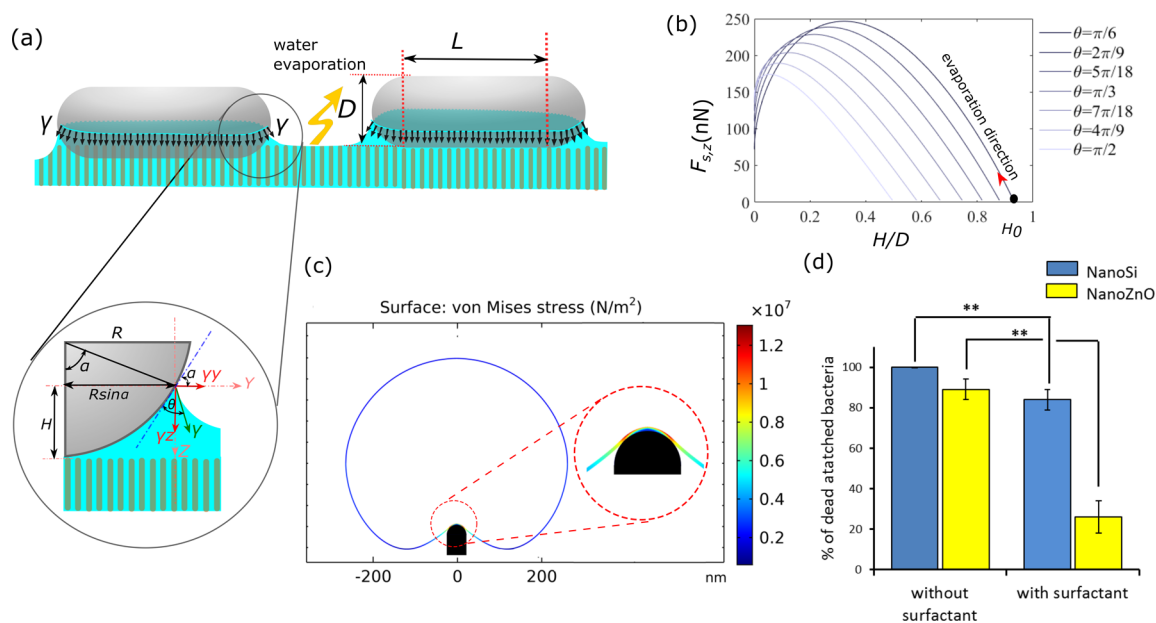 (a)
water
evaporation
L
D
γ
γ
R
a
Rsina
a
γy
Y
H
θ
γz
γ
Z
(b)
250
200
150
100
50
0
F_{s,z}(nN)
0
0.2
0.4
0.6
0.8
1
H_0
H/D
evaporation direction
θ=π/6
θ=2π/9
θ=5π/18
θ=π/3
θ=7π/18
θ=4π/9
θ=π/2
(c)
Surface: von Mises stress (N/m²)
×10⁷
1.2
1
0.8
0.6
0.4
0.2
-200
0
200
nm
(d)
NanoSi
NanoZnO
**
**
% of dead atatched bacteria
100
80
60
40
20
0
without
surfactant
with surfactant